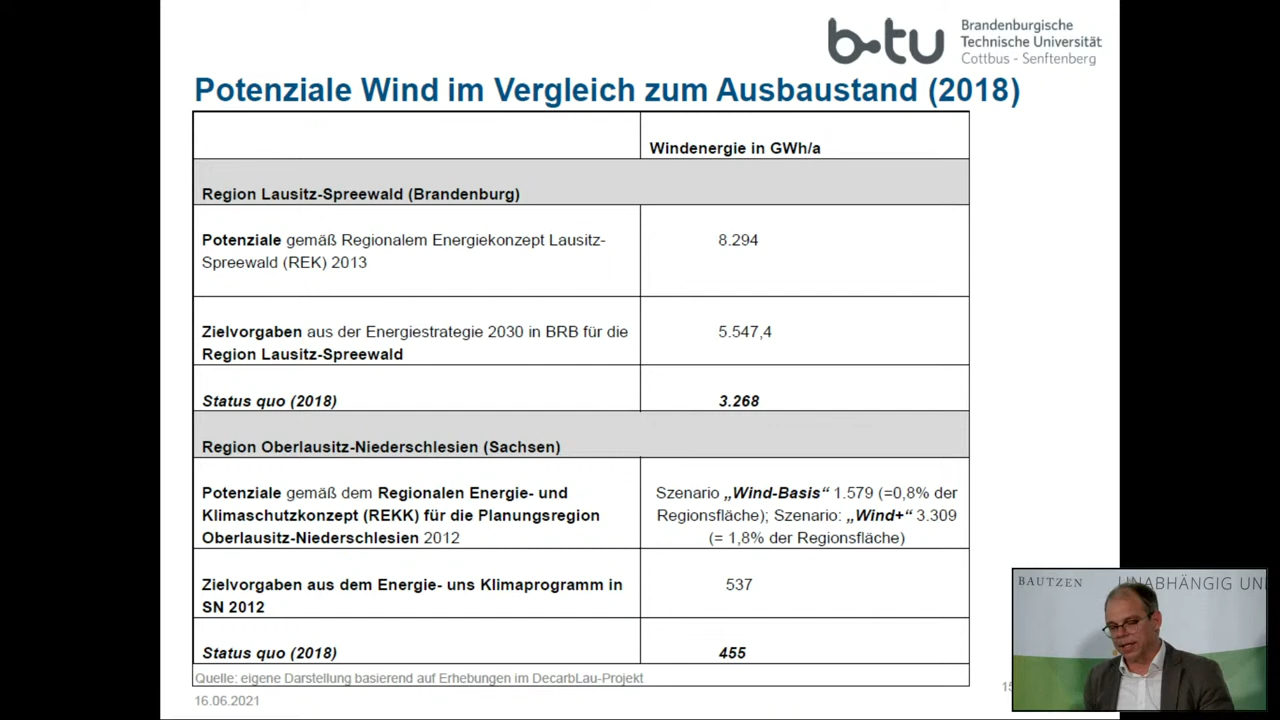 b-tu
Brandenburgische
Technische Universität
Cottbus - Senftenberg
Potenziale Wind im Vergleich zum Ausbaustand (2018)
Windenergie in GWh/a
Region Lausitz-Spreewald (Brandenburg)
Potenziale gemäß Regionalem Energiekonzept Lausitz-
Spreewald (REK) 2013
8.294
Zielvorgaben aus der Energiestrategie 2030 in BRB für die
Region Lausitz-Spreewald
5.547,4
Status quo (2018)
3.268
Region Oberlausitz-Niederschlesien (Sachsen)
Potenziale gemäß dem Regionalen Energie- und
Klimaschutzkonzept (REKK) für die Planungsregion
Oberlausitz-Niederschlesien 2012
Szenario „Wind-Basis“ 1.579 (=0,8% der
Regionsfläche); Szenario: „Wind+“ 3.309
(= 1,8% der Regionsfläche)
Zielvorgaben aus dem Energie- uns Klimaprogramm in
SN 2012
537
Status quo (2018)
455
Quelle: eigene Darstellung basierend auf Erhebungen im DecarbLau-Projekt
16.06.2021
BAUTZEN
UNABHÄNGIG